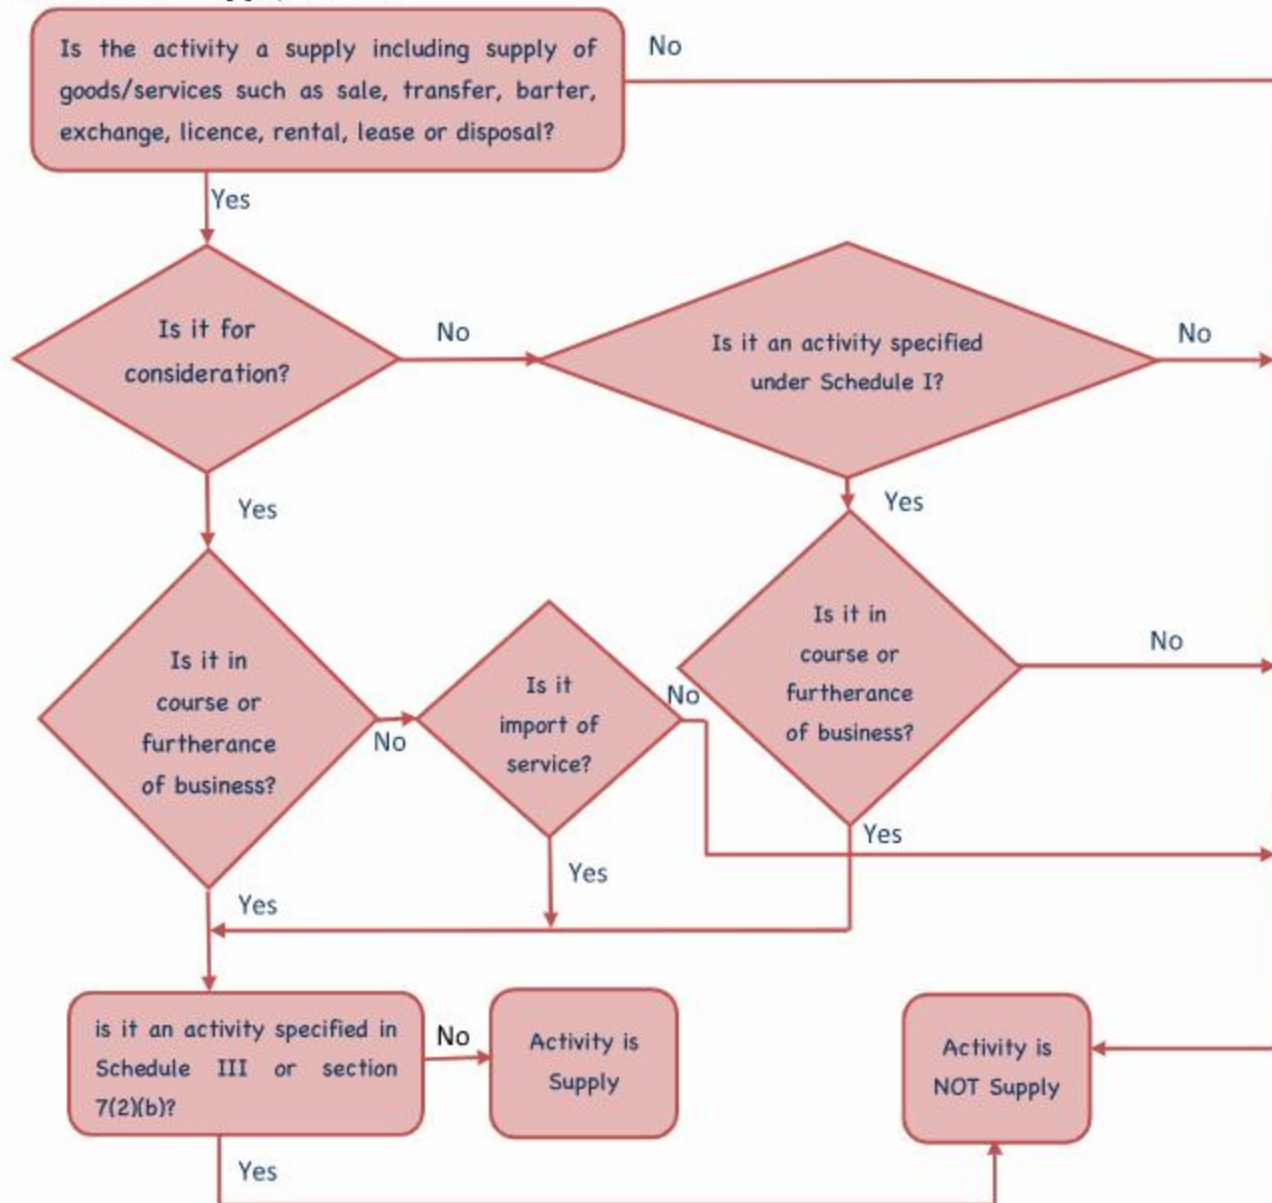 Is the activity a supply including supply of
goods/services such as sale, transfer, barter,
exchange, licence, rental, lease or disposal?
No
Yes
Is it for
consideration?
No
Is it an activity specified
under Schedule I?
No
Yes
Yes
Is it in
course or
furtherance
of business?
No
Is it
import of
service?
No
Is it in
course or
furtherance
of business?
No
Yes
Yes
Yes
is it an activity specified in
Schedule III or section
7(2)(b)?
No
Activity is
Supply
Activity is
NOT Supply
Yes